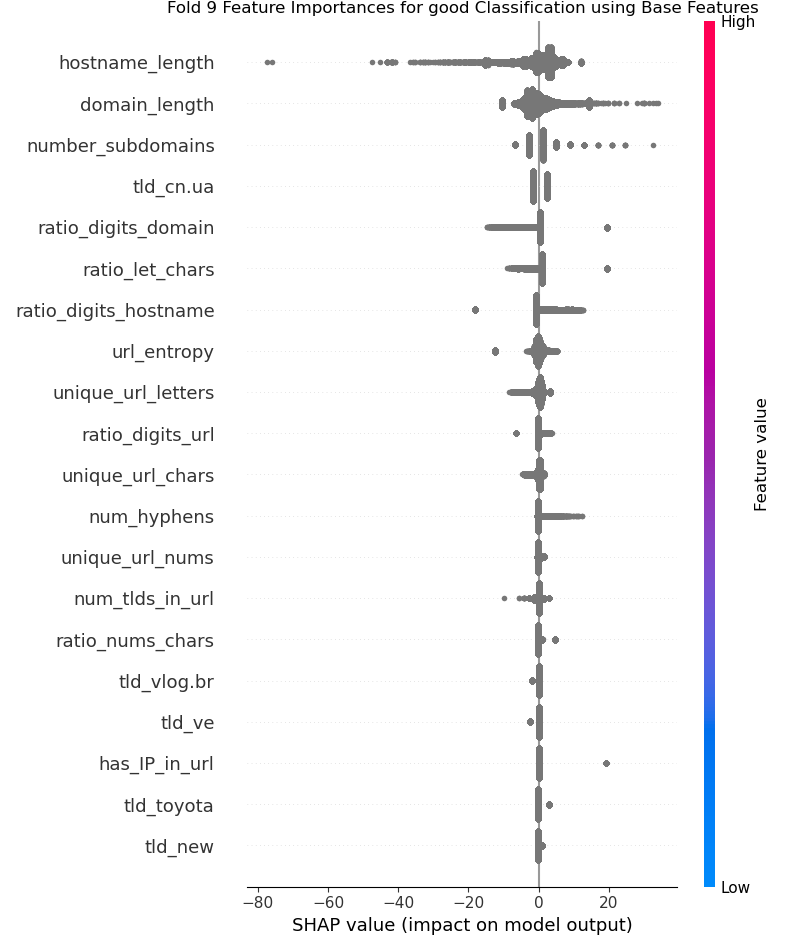 Fold 9 Feature Importances for good Classification using Base Features
High
hostname_length
domain_length
number_subdomains
tld_cn.ua
ratio_digits_domain
ratio_let_chars
ratio_digits_hostname
url_entropy
unique_url_letters
ratio_digits_url
unique_url_chars
num_hyphens
unique_url_nums
num_tlds_in_url
ratio_nums_chars
tld_vlog.br
tld_ve
has_IP_in_url
tld_toyota
tld_new
Feature value
Low
−80 −60 −40 −20 0 20
SHAP value (impact on model output)